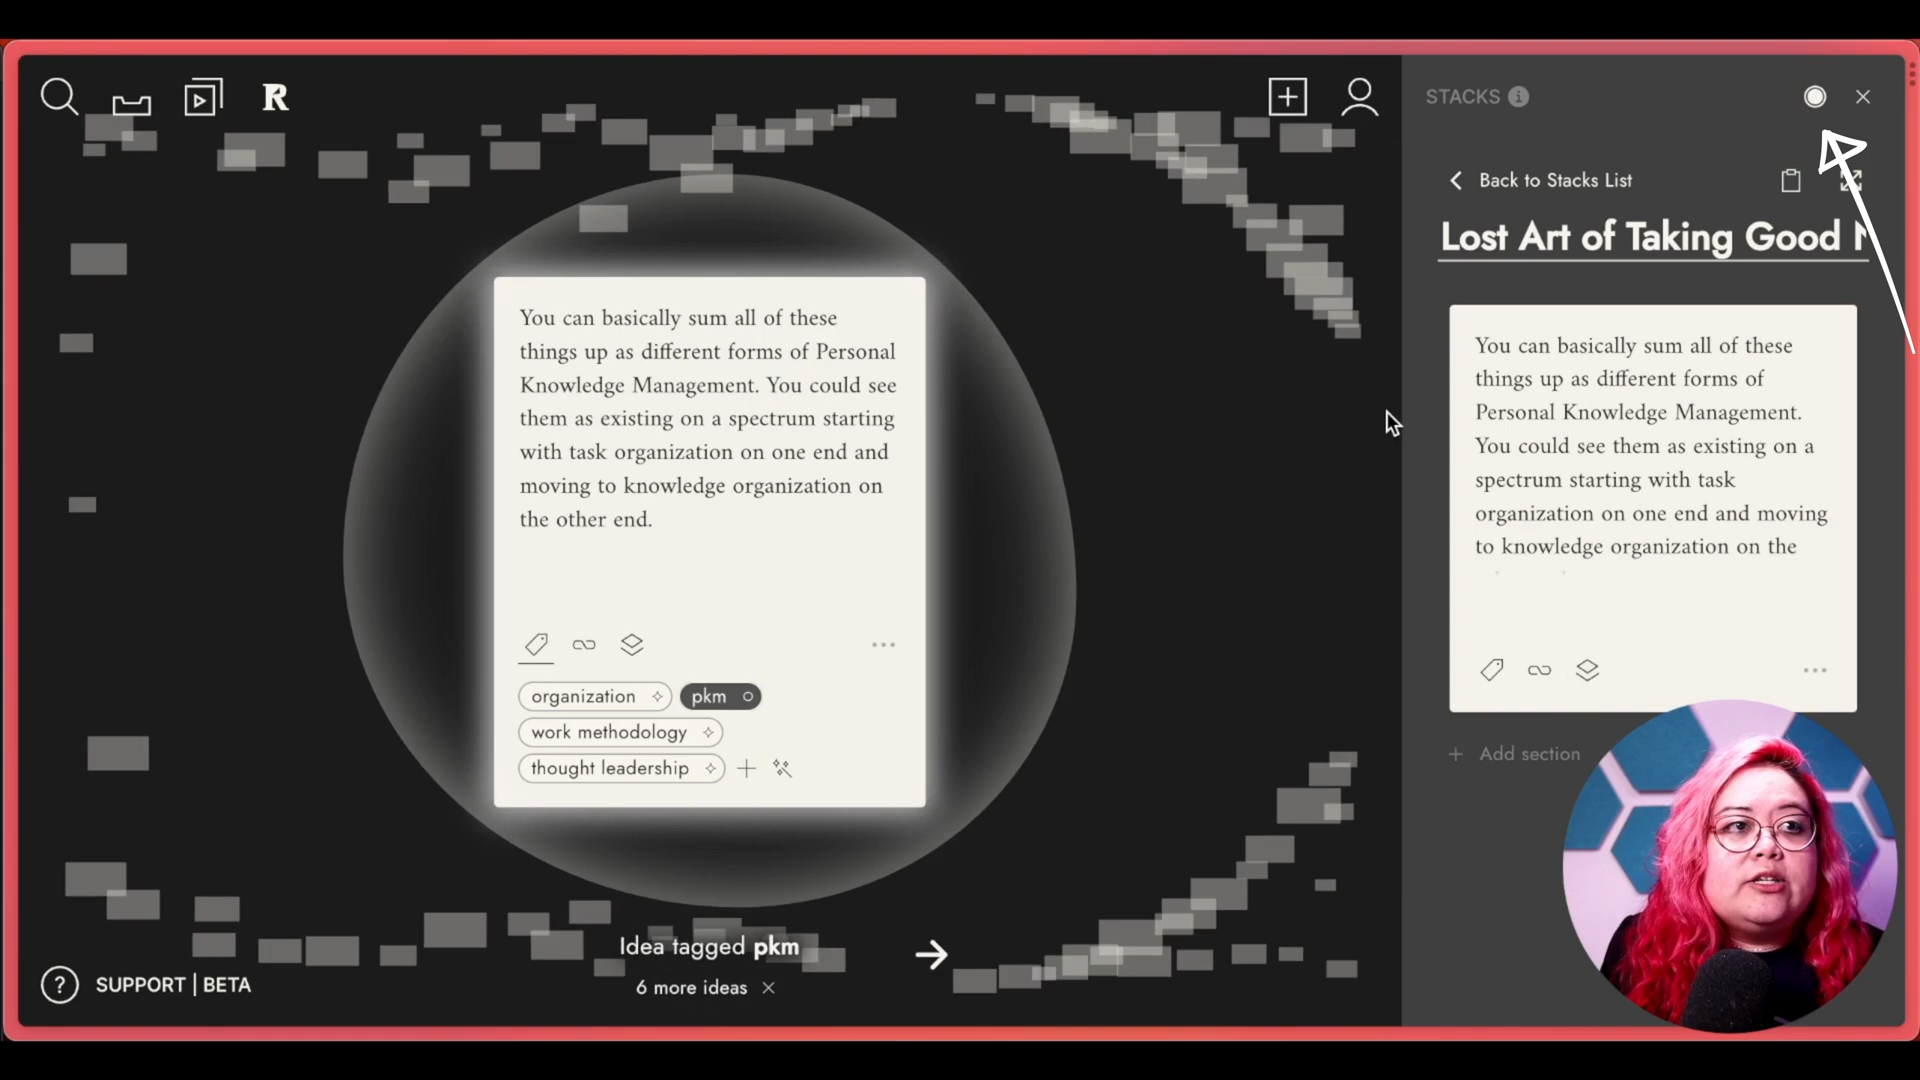 R
STACKS i
Back to Stacks List
Lost Art of Taking Good
You can basically sum all of these
things up as different forms of Personal
Knowledge Management. You could see
them as existing on a spectrum starting
with task organization on one end and
moving to knowledge organization on
the other end.
organization
pkm
work methodology
thought leadership
You can basically sum all of these
things up as different forms of
Personal Knowledge Management.
You could see them as existing on a
spectrum starting with task
organization on one end and moving
to knowledge organization on the
+ Add section
Idea tagged pkm
6 more ideas ×
? SUPPORT | BETA